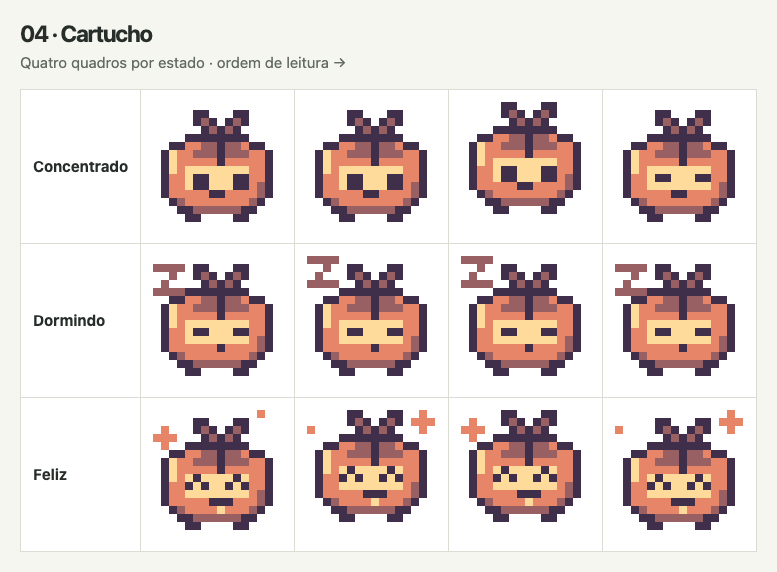 04 · Cartucho
Quatro quadros por estado · ordem de leitura →
Concentrado
Dormindo
Feliz